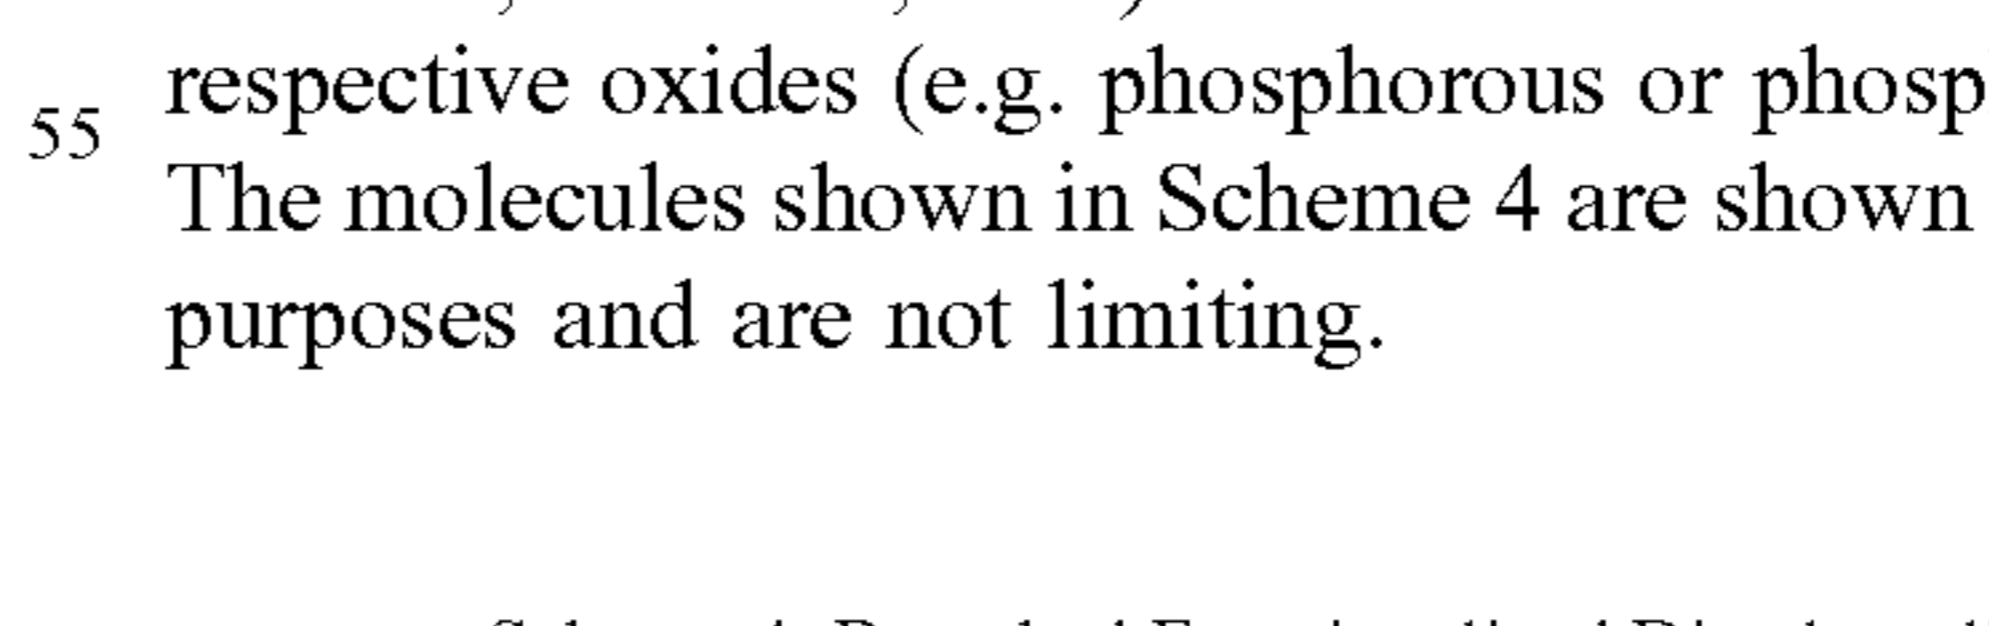 respective oxides (e.g. phosphorous or phosp
55
The molecules shown in Scheme 4 are shown
purposes and are not limiting.